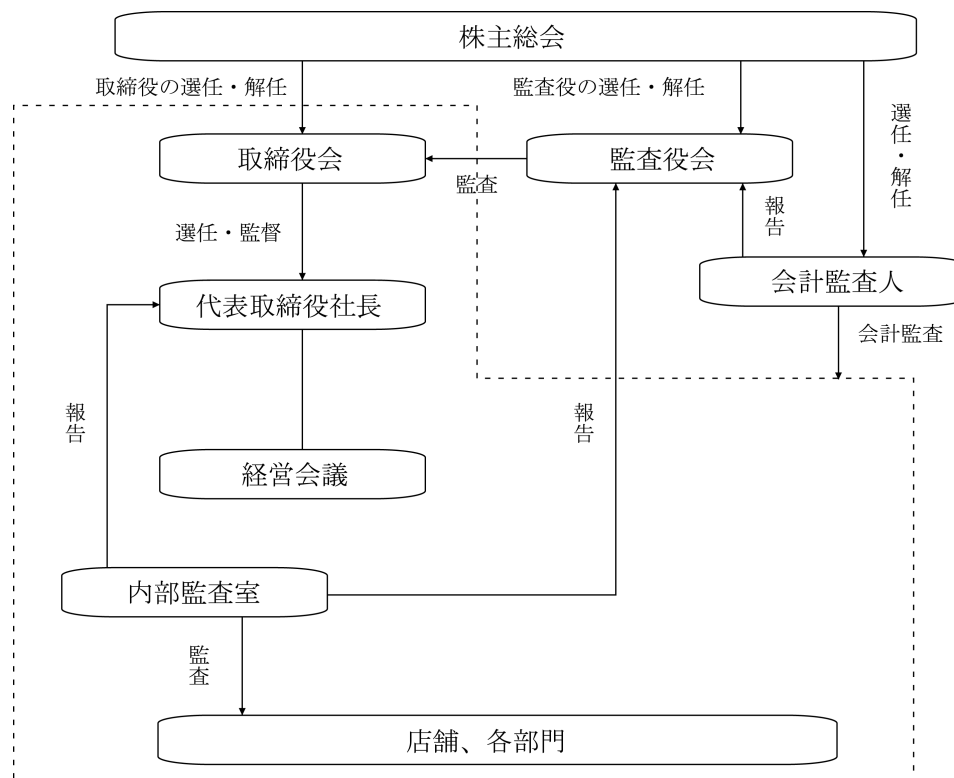 株主総会
取締役の選任・解任
監査役の選任・解任
選任・解任
取締役会
監査役会
監査
報告
選任・監督
会計監査人
代表取締役社長
会計監査
報告
報告
経営会議
内部監査室
監査
店舗、各部門